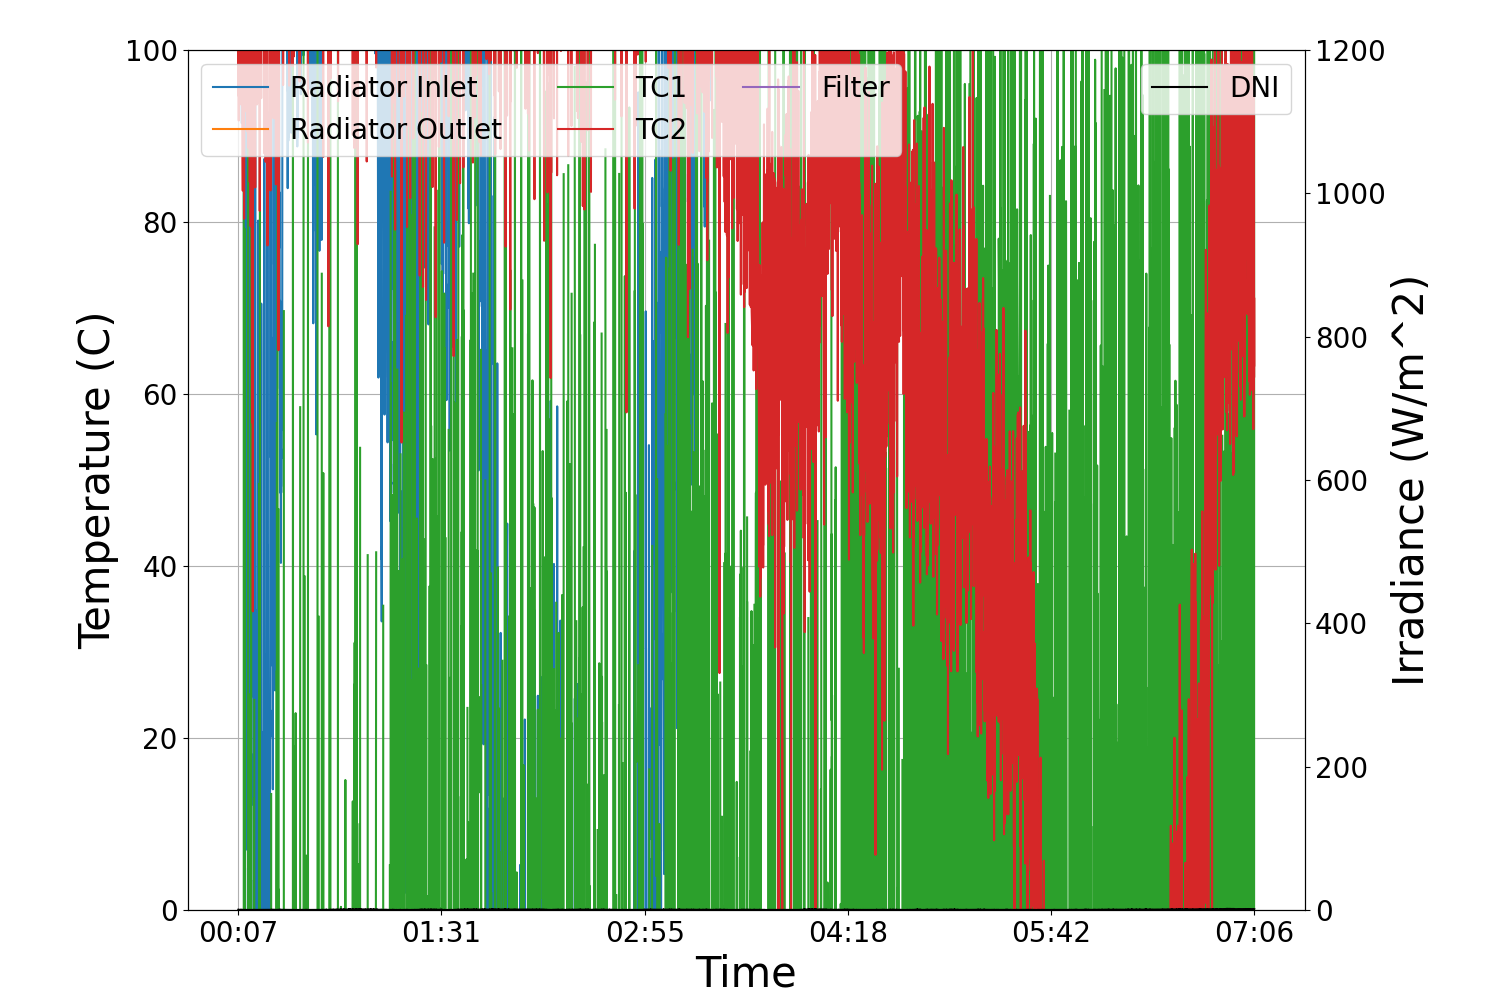 100
80
60
40
20
0
Temperature (C)
Radiator Inlet
Radiator Outlet
TC1
TC2
Filter
DNI
1200
1000
800
600
400
200
0
Irradiance (W/m^2)
00:07
01:31
02:55
04:18
05:42
07:06
Time